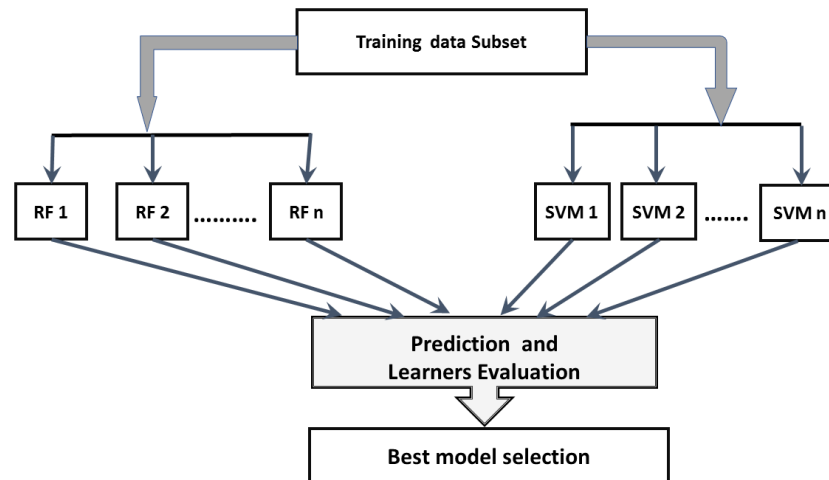 Training data Subset
RF 1 RF 2 .......... RF n SVM 1 SVM 2 ....... SVM n
Prediction and
Learners Evaluation
Best model selection